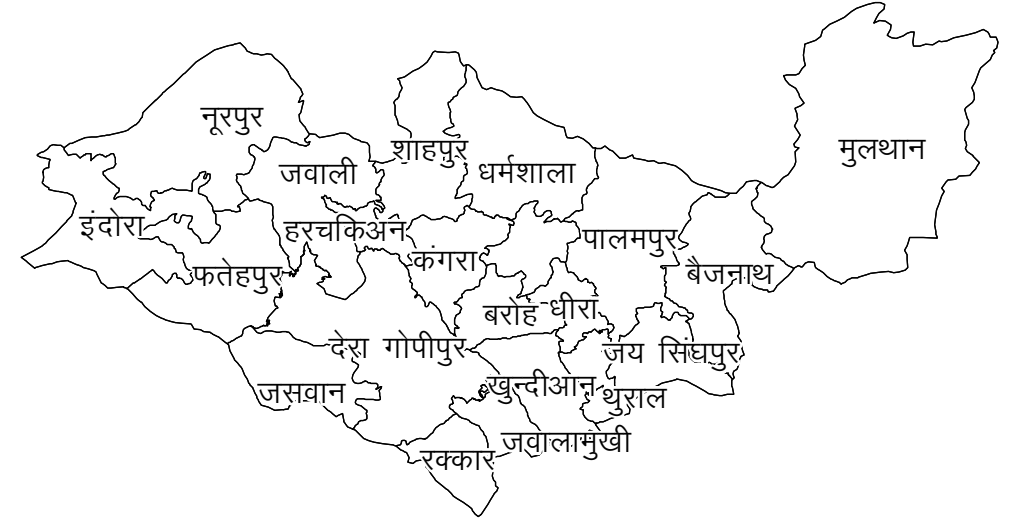 नूरपुर
मुलथान
शाहपुर
जवाली
धर्मशाला
इंदोरा
हरचकिअन
पालमपुर
कंगरा
फतेहपुर
बैजनाथ
बरोह
धीरा
देरा गोपीपुर
जय सिंघपुर
जसवान
खुन्दीआन
थुराल
जवालामुखी
रक्कार